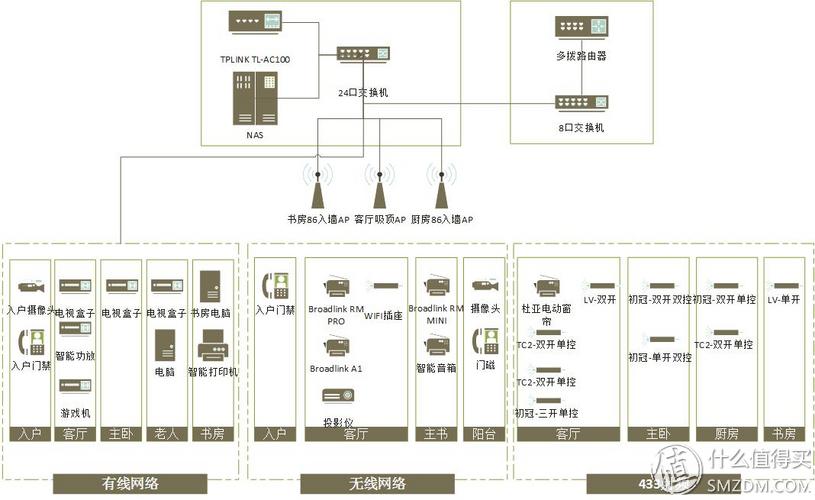 TPLINK TL-AC100
24口交换机
NAS
多拨路由器
8口交换机
书房86入墙AP
客厅吸顶AP
厨房86入墙AP
入户摄像头
入户门禁
入户
电视盒子
智能功放
游戏机
客厅
电视盒子
主卧
电视盒子
电脑
老人
书房电脑
智能打印机
书房
有线网络
入户门禁
入户
Broadlink RM
PRO
WIFI插座
Broadlink A1
投影仪
客厅
Broadlink RM
MINI
智能音箱
主书
摄像头
门磁
阳台
无线网络
杜亚电动窗
帘
LV-双开
TC2-双开单控
TC2-双开单控
初冠-三开单控
客厅
初冠-双开双控
初冠-单开双控
主卧
初冠-双开单控
TC2-双开单控
厨房
LV-单开
书房
433
值 什么值得买
SMZDM.COM